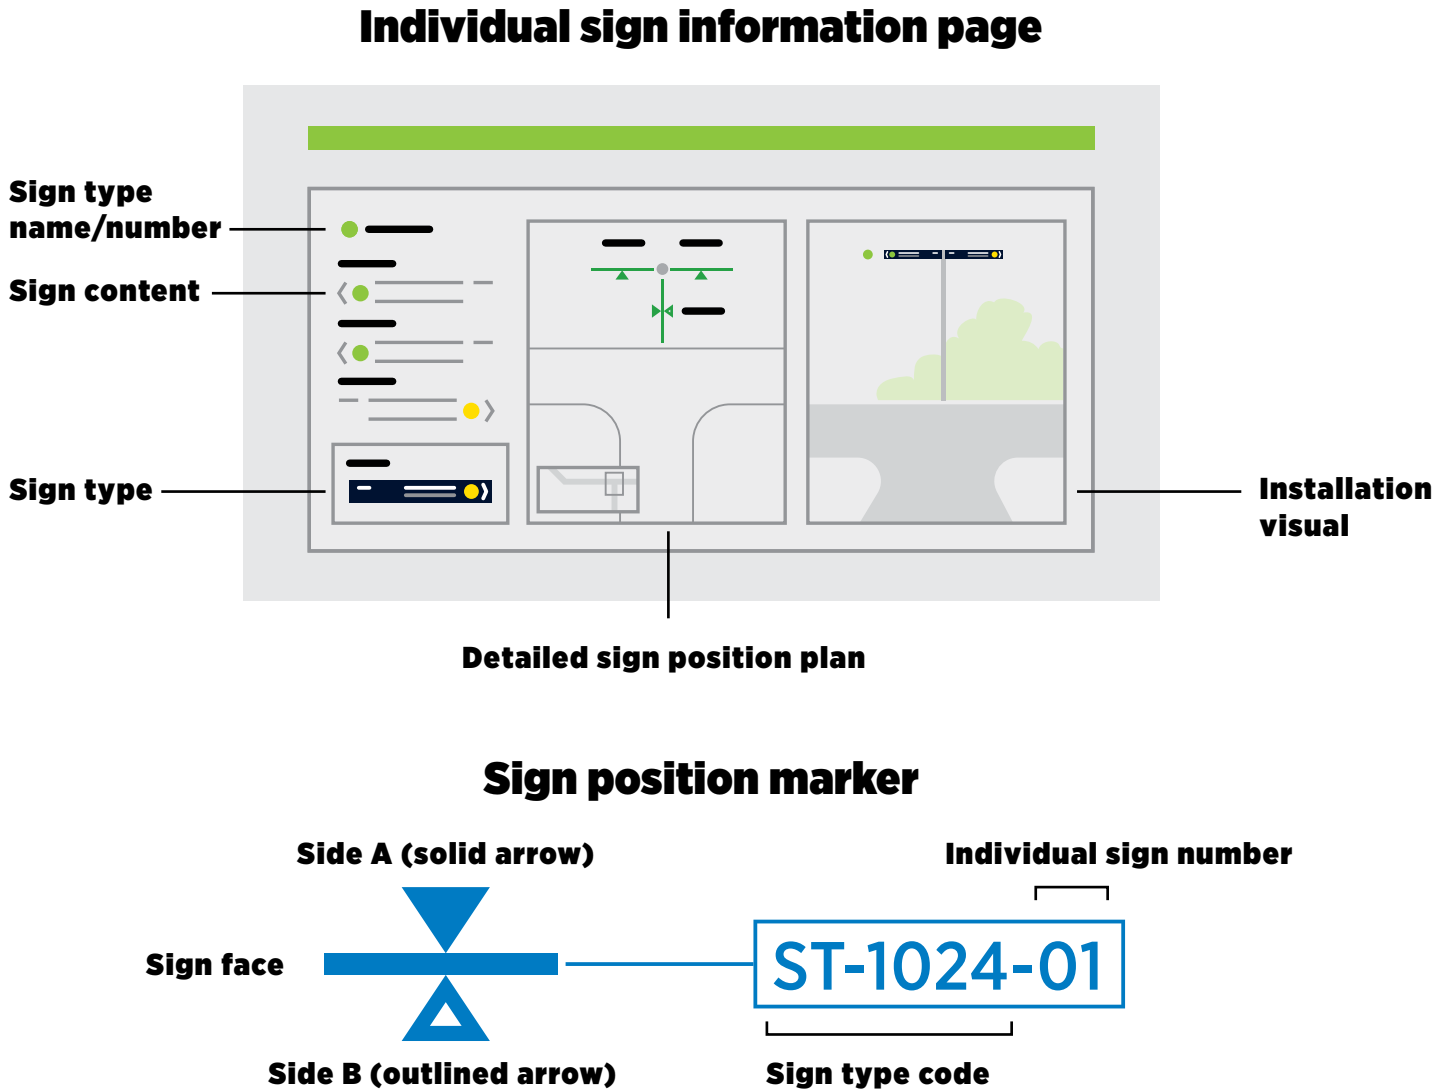 Individual sign information page
Sign type
name/number
Sign content
Sign type
Installation
visual
Detailed sign position plan
Sign position marker
Side A (solid arrow)
Individual sign number
Sign face
ST-1024-01
Side B (outlined arrow)
Sign type code